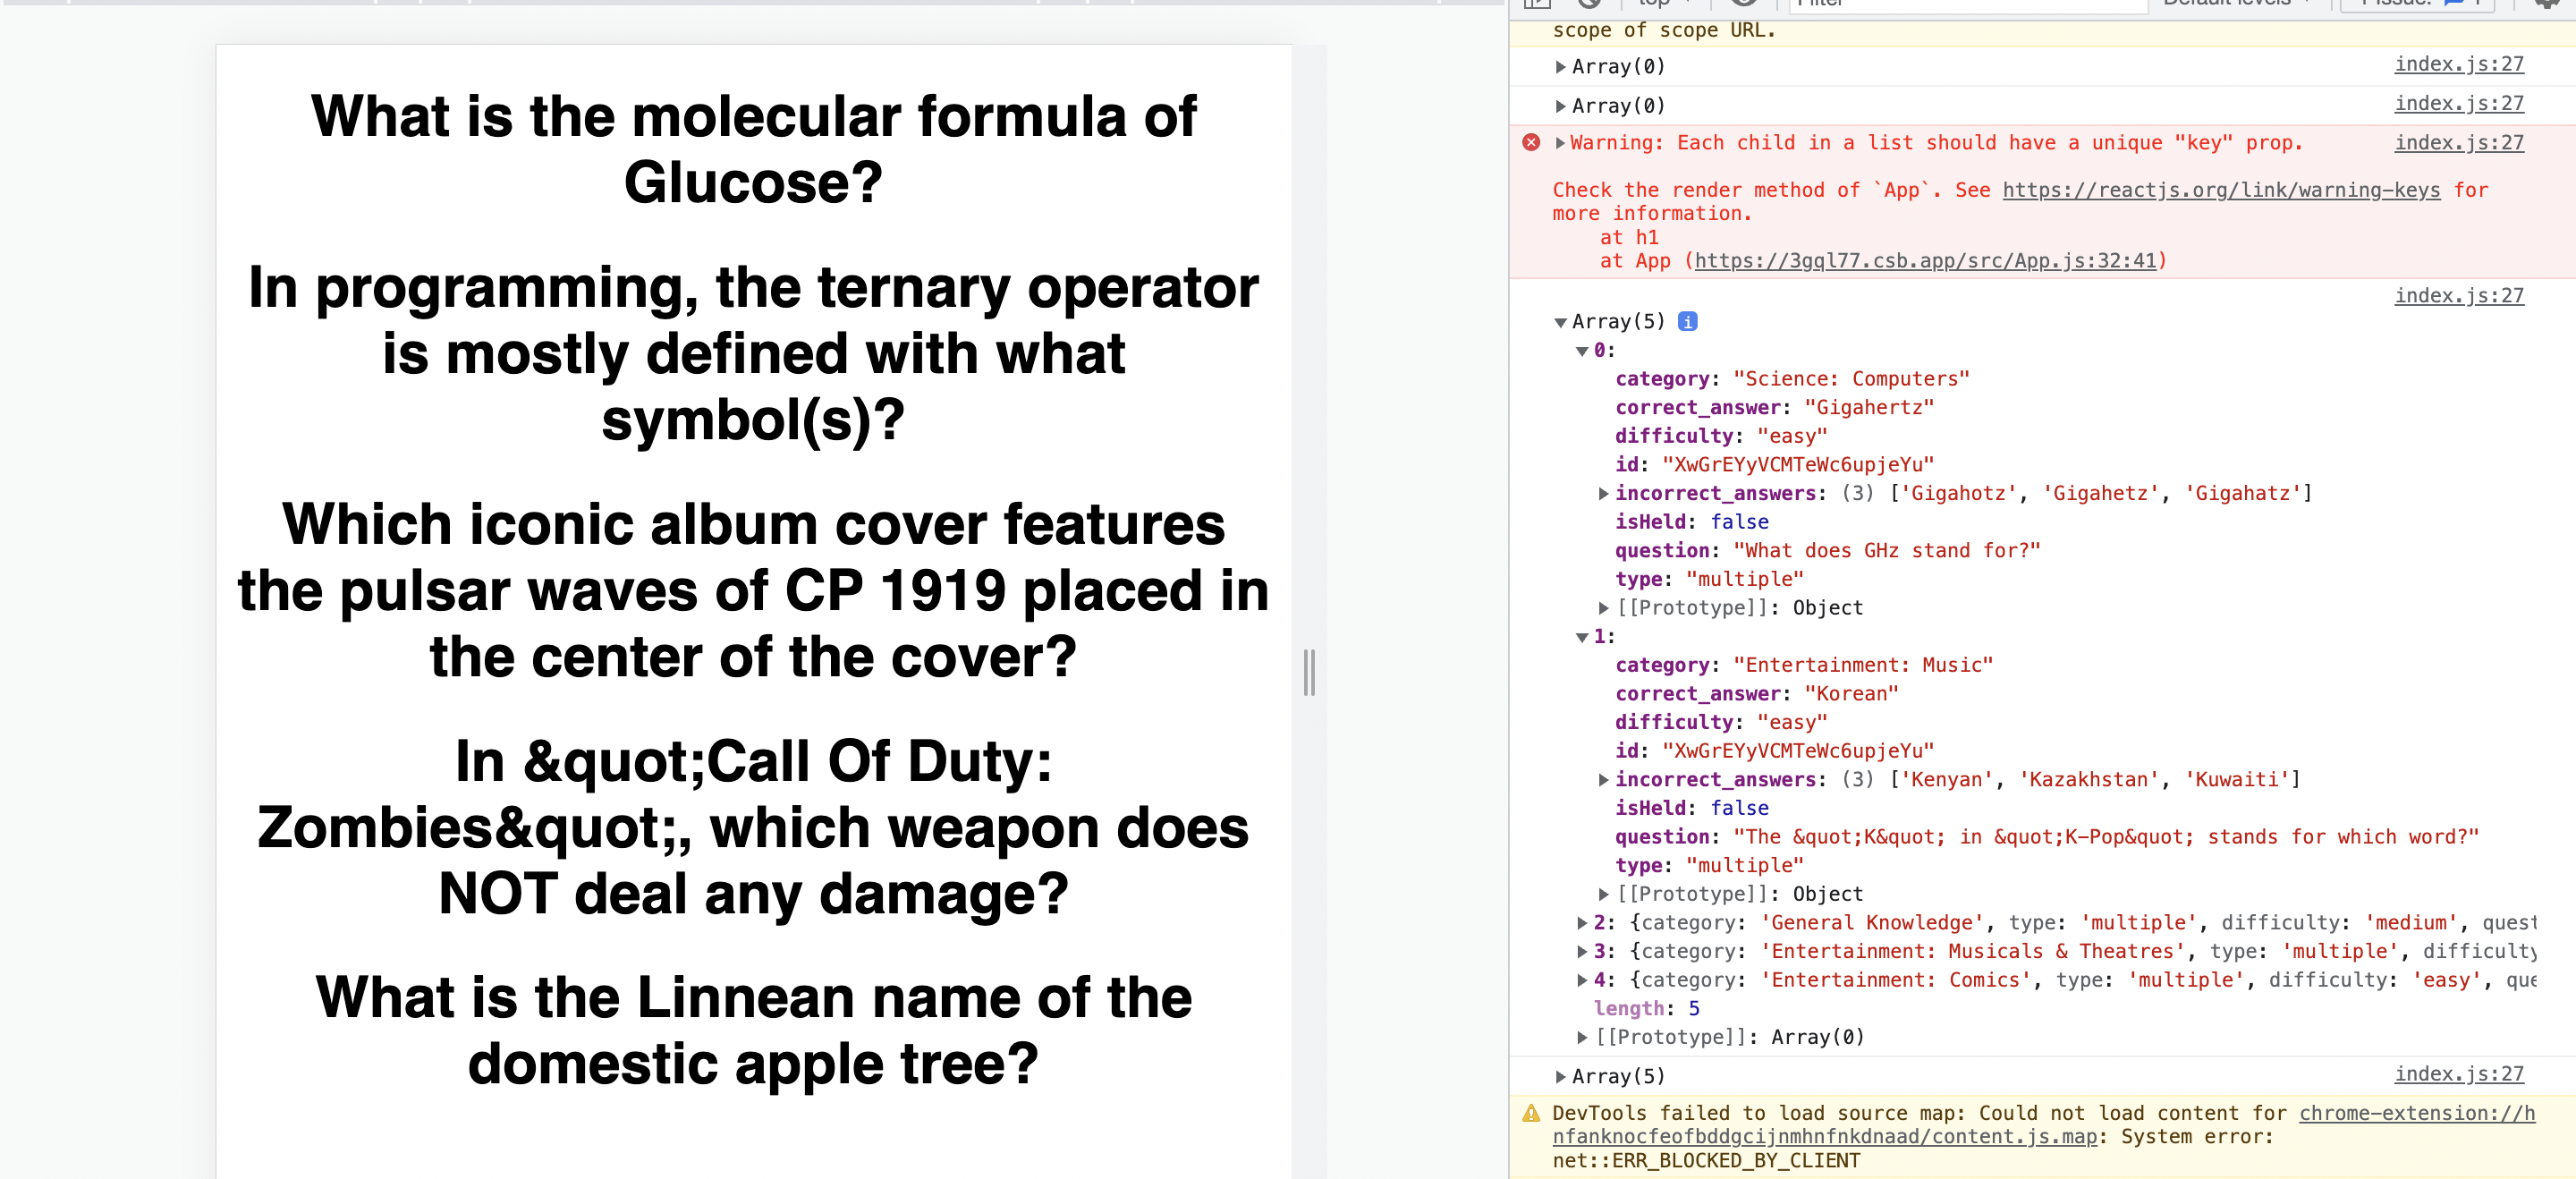 What is the molecular formula of
Glucose?
In programming, the ternary operator
is mostly defined with what
symbol(s)?
Which iconic album cover features
the pulsar waves of CP 1919 placed in
the center of the cover?
In &quot;Call Of Duty:
Zombies&quot;, which weapon does
NOT deal any damage?
What is the Linnean name of the
domestic apple tree?
top
Filter
Default levels
1 Issue: 1
scope of scope URL.
Array(0) index.js:27
Array(0) index.js:27
Warning: Each child in a list should have a unique "key" prop. index.js:27
Check the render method of `App`. See https://reactjs.org/link/warning-keys for
more information.
at h1
at App (https://3gql77.csb.app/src/App.js:32:41)
index.js:27
Array(5) i
0:
category: "Science: Computers"
correct_answer: "Gigahertz"
difficulty: "easy"
id: "XwGrEYyVCMTeWc6upjeYu"
incorrect_answers: (3) ['Gigahotz', 'Gigahetz', 'Gigahatz']
isHeld: false
question: "What does GHz stand for?"
type: "multiple"
[[Prototype]]: Object
1:
category: "Entertainment: Music"
correct_answer: "Korean"
difficulty: "easy"
id: "XwGrEYyVCMTeWc6upjeYu"
incorrect_answers: (3) ['Kenyan', 'Kazakhstan', 'Kuwaiti']
isHeld: false
question: "The &quot;K&quot; in &quot;K-Pop&quot; stands for which word?"
type: "multiple"
[[Prototype]]: Object
2: {category: 'General Knowledge', type: 'multiple', difficulty: 'medium', quest
3: {category: 'Entertainment: Musicals & Theatres', type: 'multiple', difficulty
4: {category: 'Entertainment: Comics', type: 'multiple', difficulty: 'easy', que
length: 5
[[Prototype]]: Array(0)
Array(5) index.js:27
DevTools failed to load source map: Could not load content for chrome-extension://h
nfanknocfeofbddgcijnmhnfnkdnaad/content.js.map: System error:
net::ERR_BLOCKED_BY_CLIENT